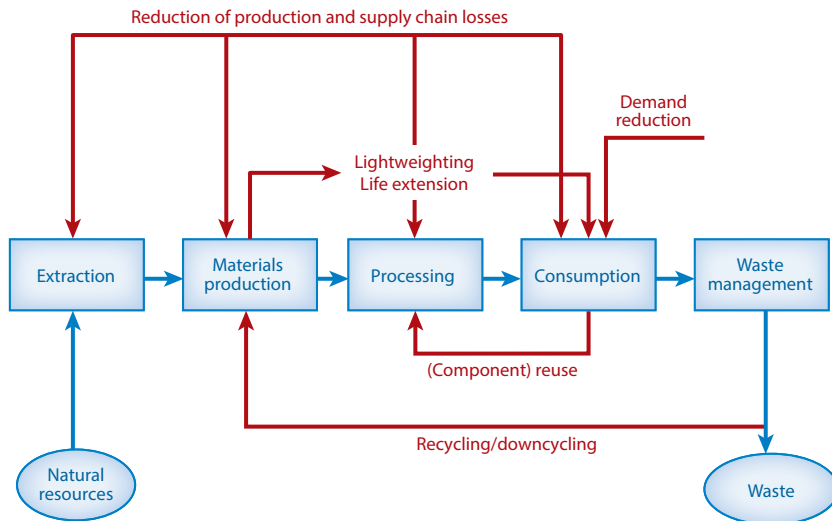 Reduction of production and supply chain losses
Demand
reduction
Lightweighting
Life extension
Extraction
Materials
production
Processing
Consumption
Waste
management
(Component) reuse
Recycling/downcycling
Natural
resources
Waste